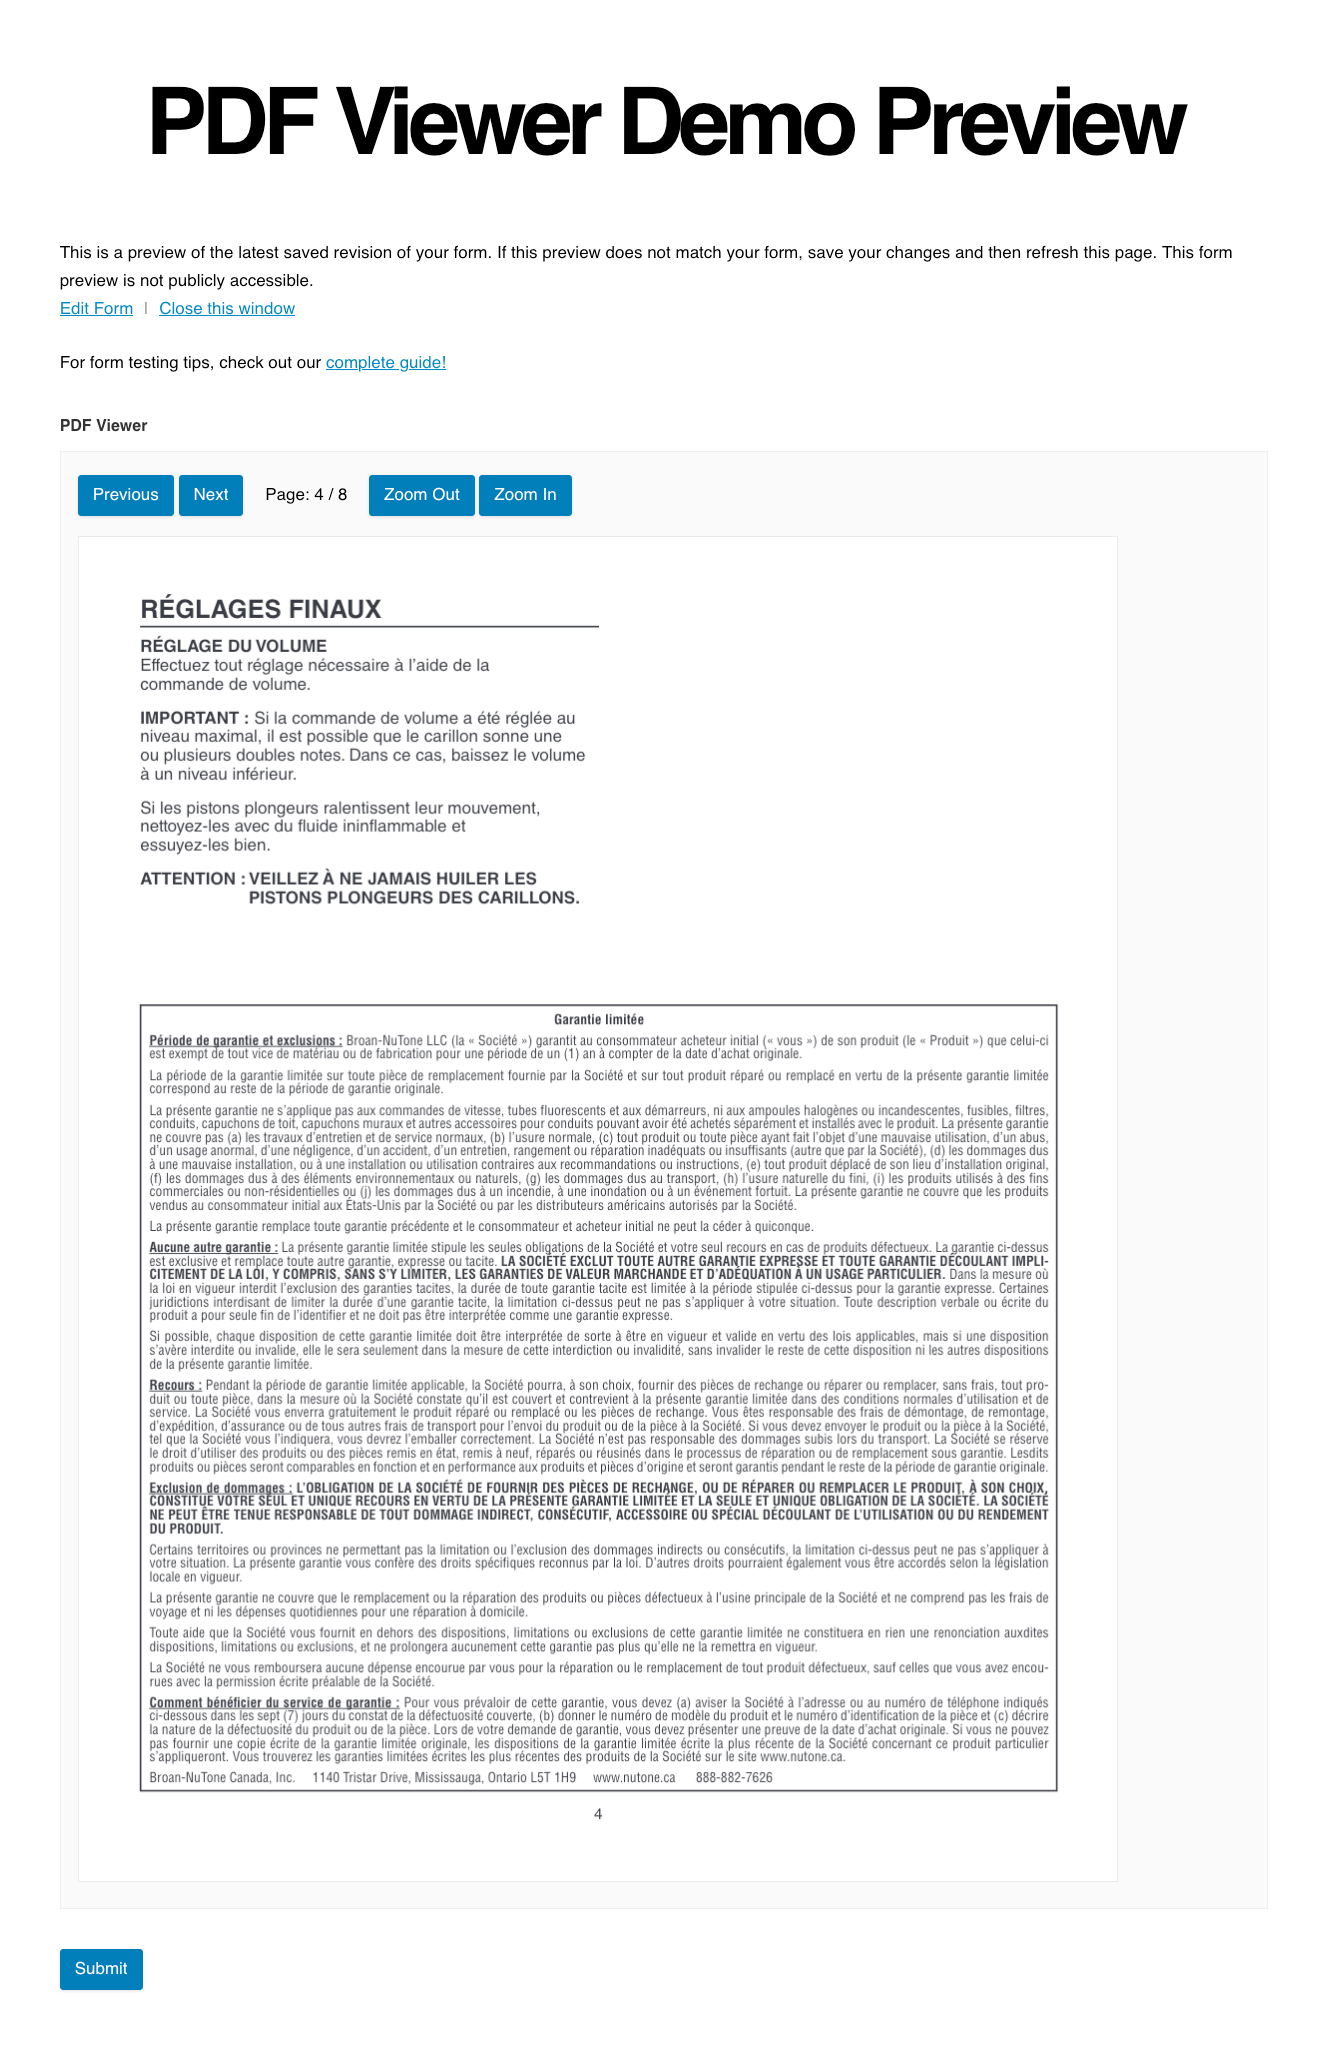 PDF Viewer Demo Preview
This is a preview of the latest saved revision of your form. If this preview does not match your form, save your changes and then refresh this page. This form
preview is not publicly accessible.
Edit Form | Close this window
For form testing tips, check out our complete guide!
PDF Viewer
Previous Next Page: 4 / 8 Zoom Out Zoom In
RÉGLAGES FINAUX
RÉGLAGE DU VOLUME
Effectuez tout réglage nécessaire à l'aide de la
commande de volume.
IMPORTANT : Si la commande de volume a été réglée au
niveau maximal, il est possible que le carillon sonne une
ou plusieurs doubles notes. Dans ce cas, baissez le volume
à un niveau inférieur.
Si les pistons plongeurs ralentissent leur mouvement,
nettoyez-les avec du fluide ininflammable et
essuyez-les bien.
ATTENTION : VEILLEZ À NE JAMAIS HUILER LES
PISTONS PLONGEURS DES CARILLONS.
Garantie limitée
Période de garantie et exclusions : Broan-NuTone LLC (la « Société ») garantit au consommateur acheteur initial (« vous ») de son produit (le « Produit ») que celui-ci
est exempt de tout vice de matériau ou de fabrication pour une période de un (1) an à compter de la date d'achat originale.
La période de la garantie limitée sur toute pièce de remplacement fournie par la Société et sur tout produit réparé ou remplacé en vertu de la présente garantie limitée
correspond au reste de la période de garantie originale.
La présente garantie ne s'applique pas aux commandes de vitesse, tubes fluorescents et aux démarreurs, ni aux ampoules halogènes ou incandescentes, fusibles, filtres,
conduits, capuchons de toit, capuchons muraux et autres accessoires pour conduits pouvant avoir été achetés séparément et installés avec le produit. La présente garantie
ne couvre pas (a) les travaux d'entretien et de service normaux, (b) l'usure normale, (c) tout produit ou toute pièce ayant fait l'objet d'une mauvaise utilisation, d'un abus,
d'un usage anormal, d'une négligence, d'un accident, d'un entretien, rangement ou réparation inadéquats ou insuffisants (autre que par la Société), (d) les dommages dus
à une mauvaise installation, ou à une installation ou utilisation contraires aux recommandations ou instructions, (e) tout produit déplacé de son lieu d'installation original,
(f) les dommages dus à des éléments environnementaux ou naturels, (g) les dommages dus au transport, (h) l'usure naturelle du fini, (i) les produits utilisés à des fins
commerciales ou non-résidentielles ou (j) les dommages dus à un incendie, à une inondation ou à un événement fortuit. La présente garantie ne couvre que les produits
vendus au consommateur initial aux États-Unis par la Société ou par les distributeurs américains autorisés par la Société.
La présente garantie remplace toute garantie précédente et le consommateur et acheteur initial ne peut la céder à quiconque.
Aucune autre garantie : La présente garantie limitée stipule les seules obligations de la Société et votre seul recours en cas de produits défectueux. La garantie ci-dessus
est exclusive et remplace toute autre garantie, expresse ou tacite. LA SOCIÉTÉ EXCLUT TOUTE AUTRE GARANTIE EXPRESSE ET TOUTE GARANTIE DÉCOULANT IMPLI-
CITEMENT DE LA LOI, Y COMPRIS, SANS S'Y LIMITER, LES GARANTIES DE VALEUR MARCHANDE ET D'ADÉQUATION À UN USAGE PARTICULIER. Dans la mesure où
la loi en vigueur interdit l'exclusion des garanties tacites, la durée de toute garantie tacite est limitée à la période stipulée ci-dessus pour la garantie expresse. Certaines
juridictions interdisant de limiter la durée d'une garantie tacite, la limitation ci-dessus peut ne pas s'appliquer à votre situation. Toute description verbale ou écrite du
produit a pour seule fin de l'identifier et ne doit pas être interprétée comme une garantie expresse.
Si possible, chaque disposition de cette garantie limitée doit être interprétée de sorte à être en vigueur et valide en vertu des lois applicables, mais si une disposition
s'avère interdite ou invalide, elle le sera seulement dans la mesure de cette interdiction ou invalidité, sans invalider le reste de cette disposition ni les autres dispositions
de la présente garantie limitée.
Recours : Pendant la période de garantie limitée applicable, la Société pourra, à son choix, fournir des pièces de rechange ou réparer ou remplacer, sans frais, tout pro-
duit ou toute pièce, dans la mesure où la Société constate qu'il est couvert et contrevient à la présente garantie limitée dans des conditions normales d'utilisation et de
service. La Société vous enverra gratuitement le produit réparé ou remplacé ou les pièces de rechange. Vous êtes responsable des frais de démontage, de remontage,
d'expédition, d'assurance ou de tous autres frais de transport pour l'envoi du produit ou de la pièce à la Société. Si vous devez envoyer le produit ou la pièce à la Société,
tel que la Société vous l'indiquera, vous devrez l'emballer correctement. La Société n'est pas responsable des dommages subis lors du transport. La Société se réserve
le droit d'utiliser des produits ou des pièces remis en état, remis à neuf, réparés ou réusinés dans le processus de réparation ou de remplacement sous garantie. Lesdits
produits ou pièces seront comparables en fonction et en performance aux produits et pièces d'origine et seront garantis pendant le reste de la période de garantie originale.
Exclusion de dommages : L'OBLIGATION DE LA SOCIÉTÉ DE FOURNIR DES PIÈCES DE RECHANGE, OU DE RÉPARER OU REMPLACER LE PRODUIT, À SON CHOIX,
CONSTITUE VOTRE SEUL ET UNIQUE RECOURS EN VERTU DE LA PRÉSENTE GARANTIE LIMITÉE ET LA SEULE ET UNIQUE OBLIGATION DE LA SOCIÉTÉ. LA SOCIÉTÉ
NE PEUT ÊTRE TENUE RESPONSABLE DE TOUT DOMMAGE INDIRECT, CONSÉCUTIF, ACCESSOIRE OU SPÉCIAL DÉCOULANT DE L'UTILISATION OU DU RENDEMENT
DU PRODUIT.
Certains territoires ou provinces ne permettant pas la limitation ou l'exclusion des dommages indirects ou consécutifs, la limitation ci-dessus peut ne pas s'appliquer à
votre situation. La présente garantie vous confère des droits spécifiques reconnus par la loi. D'autres droits pourraient également vous être accordés selon la législation
locale en vigueur.
La présente garantie ne couvre que le remplacement ou la réparation des produits ou pièces défectueux à l'usine principale de la Société et ne comprend pas les frais de
voyage et ni les dépenses quotidiennes pour une réparation à domicile.
Toute aide que la Société vous fournit en dehors des dispositions, limitations ou exclusions de cette garantie limitée ne constituera en rien une renonciation auxdites
dispositions, limitations ou exclusions, et ne prolongera aucunement cette garantie pas plus qu'elle ne la remettra en vigueur.
La Société ne vous remboursera aucune dépense encourue par vous pour la réparation ou le remplacement de tout produit défectueux, sauf celles que vous avez encou-
rues avec la permission écrite préalable de la Société.
Comment bénéficier du service de garantie : Pour vous prévaloir de cette garantie, vous devez (a) aviser la Société à l'adresse ou au numéro de téléphone indiqués
ci-dessous dans les sept (7) jours du constat de la défectuosité couverte, (b) donner le numéro de modèle du produit et le numéro d'identification de la pièce et (c) décrire
la nature de la défectuosité du produit ou de la pièce. Lors de votre demande de garantie, vous devez présenter une preuve de la date d'achat originale. Si vous ne pouvez
pas fournir une copie écrite de la garantie limitée originale, les dispositions de la garantie limitée écrite la plus récente de la Société concernant ce produit particulier
s'appliqueront. Vous trouverez les garanties limitées écrites les plus récentes des produits de la Société sur le site www.nutone.ca.
Broan-NuTone Canada, Inc. 1140 Tristar Drive, Mississauga, Ontario L5T 1H9 www.nutone.ca 888-882-7626
4
Submit